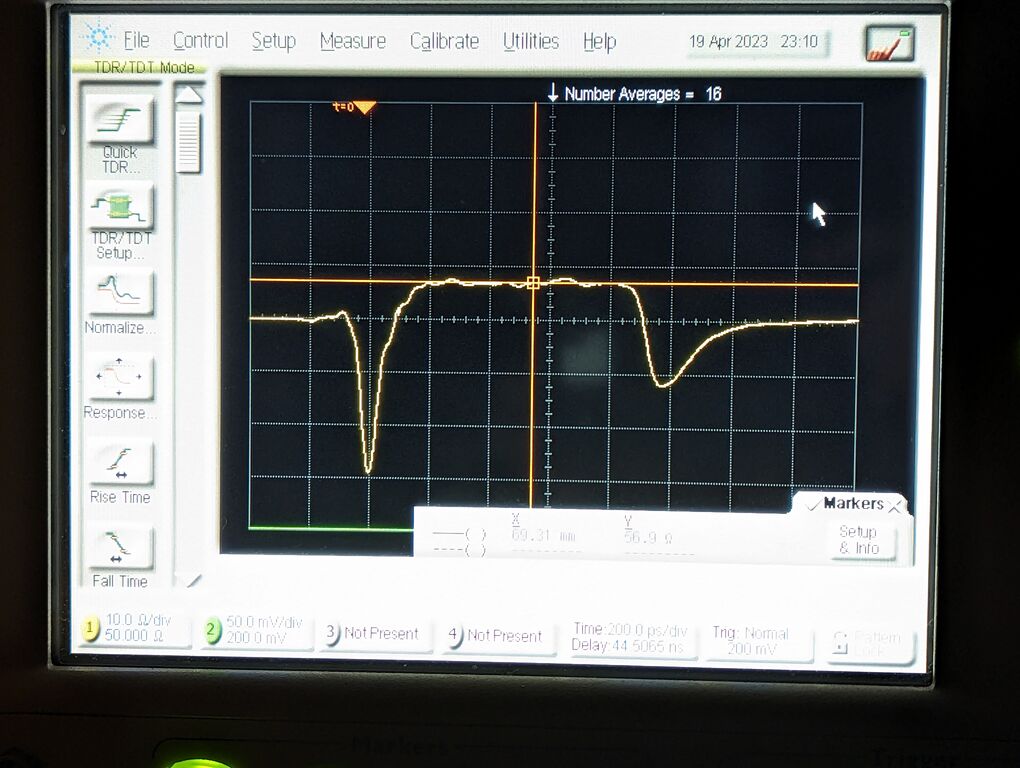 File Control Setup Measure Calibrate Utilities Help 19 Apr 2023 23:10
TDR/TDT Mode
Number Averages = 16
t=0
Quick
TDR...
TDR/TDT
Setup...
Normalize...
Response...
Rise Time
Fall Time
Markers
X Y
( ) 69.31 mm 56.9 Ω
( )
Setup
& Info
1 10.0 Ω/div
50.000 Ω
2 50.0 mV/div
200.0 mV
3 Not Present
4 Not Present
Time:200.0 ps/div
Delay:44.5065 ns
Trig: Normal
200 mV
Pattern
Lock